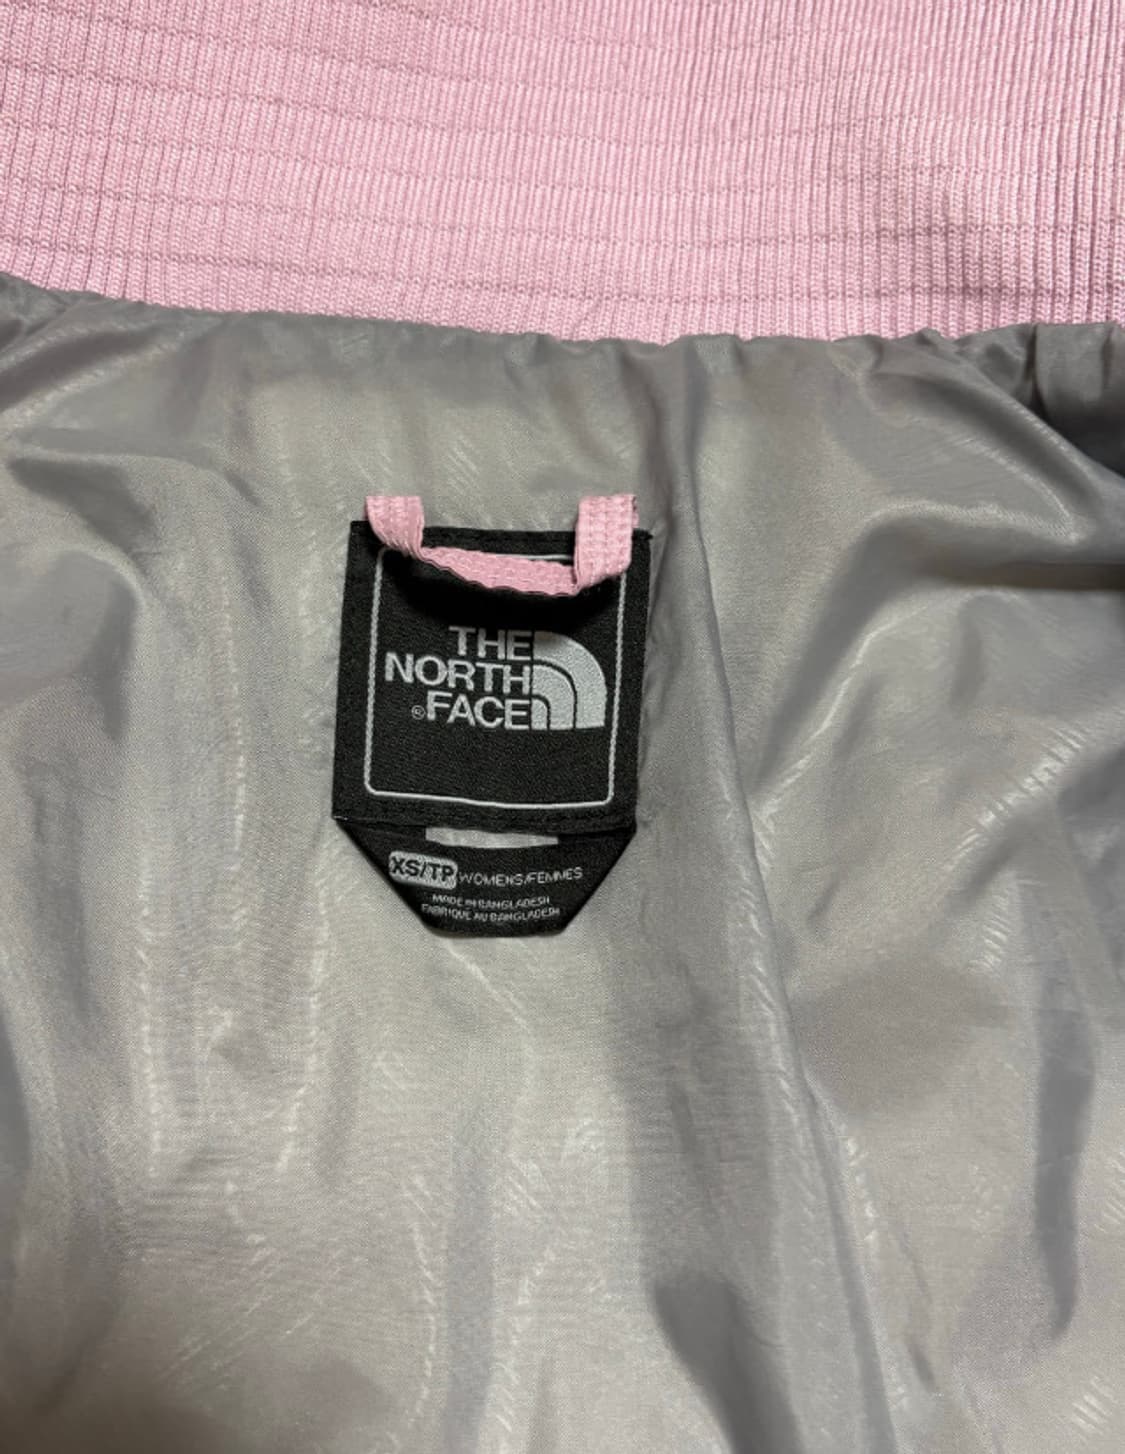 THE
NORTH
©FACE
XS/TP WOMENS/FEMMES
MADE IN BANGLADESH
FABRIQUE AU BANGLADESH